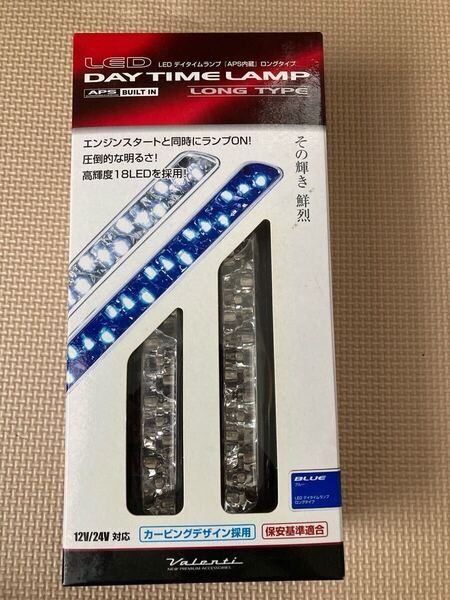 LED
LED デイタイムランプ「APS内蔵」ロングタイプ
DAY TIME LAMP
APS BUILT IN
LONG TYPE
エンジンスタートと同時にランプON!
圧倒的な明るさ!
高輝度18LEDを採用!
その輝き 鮮烈
BLUE
ブルー
LED デイタイムランプ
ロングタイプ
12V/24V 対応
カービングデザイン採用
保安基準適合
Valenti
NEW PREMIUM ACCESSORIES